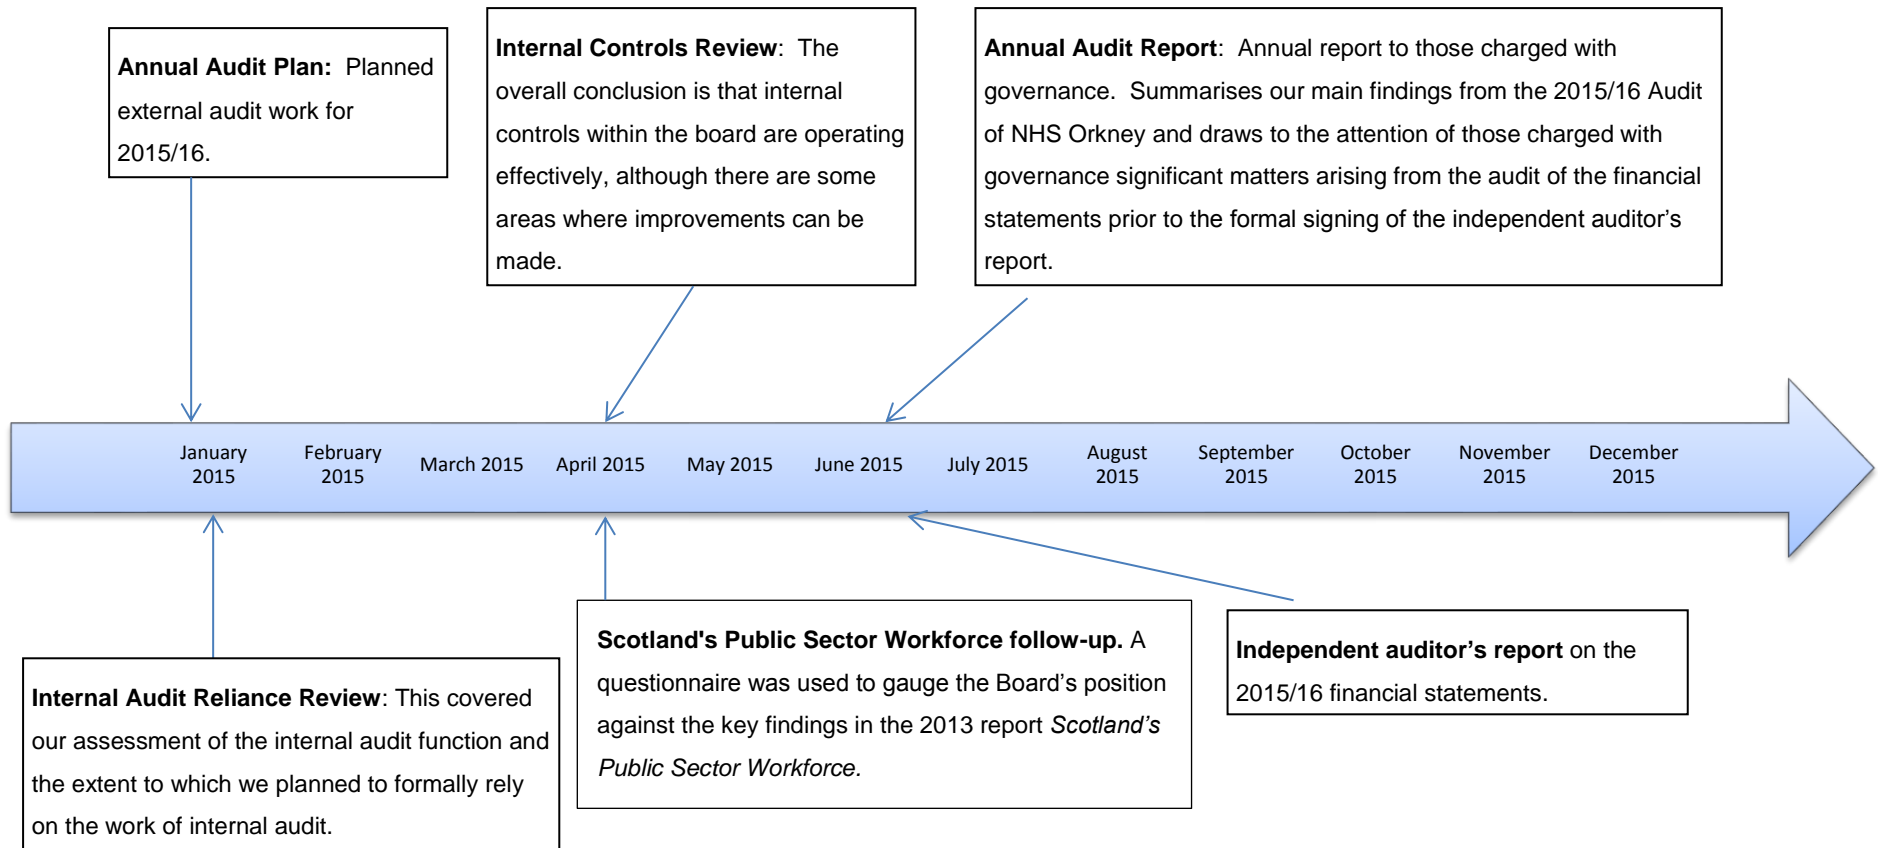 Annual Audit Plan:  Planned
external audit work for
2015/16.
Internal Controls Review:  The
overall conclusion is that internal
controls within the board are operating
effectively, although there are some
areas where improvements can be
made.
Annual Audit Report:  Annual report to those charged with
governance.  Summarises our main findings from the 2015/16 Audit
of NHS Orkney and draws to the attention of those charged with
governance significant matters arising from the audit of the financial
statements prior to the formal signing of the independent auditor’s
report.
January
2015
February
2015
March 2015
April 2015
May 2015
June 2015
July 2015
August
2015
September
2015
October
2015
November
2015
December
2015
Internal Audit Reliance Review: This covered
our assessment of the internal audit function and
the extent to which we planned to formally rely
on the work of internal audit.
Scotland's Public Sector Workforce follow-up. A
questionnaire was used to gauge the Board’s position
against the key findings in the 2013 report Scotland’s
Public Sector Workforce.
Independent auditor’s report on the
2015/16 financial statements.